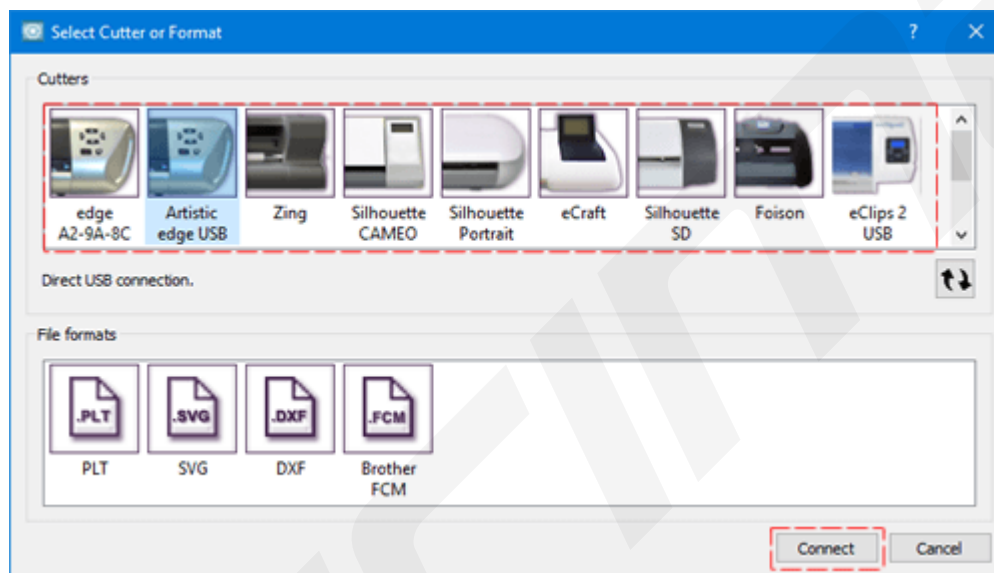 Select Cutter or Format
?
Cutters
edge
A2-9A-8C
Artistic
edge USB
Zing
Silhouette
CAMEO
Silhouette
Portrait
eCraft
Silhouette
SD
Foison
eClips 2
USB
Direct USB connection.
File formats
.PLT
.SVG
.DXF
.FCM
PLT
SVG
DXF
Brother
FCM
Connect
Cancel